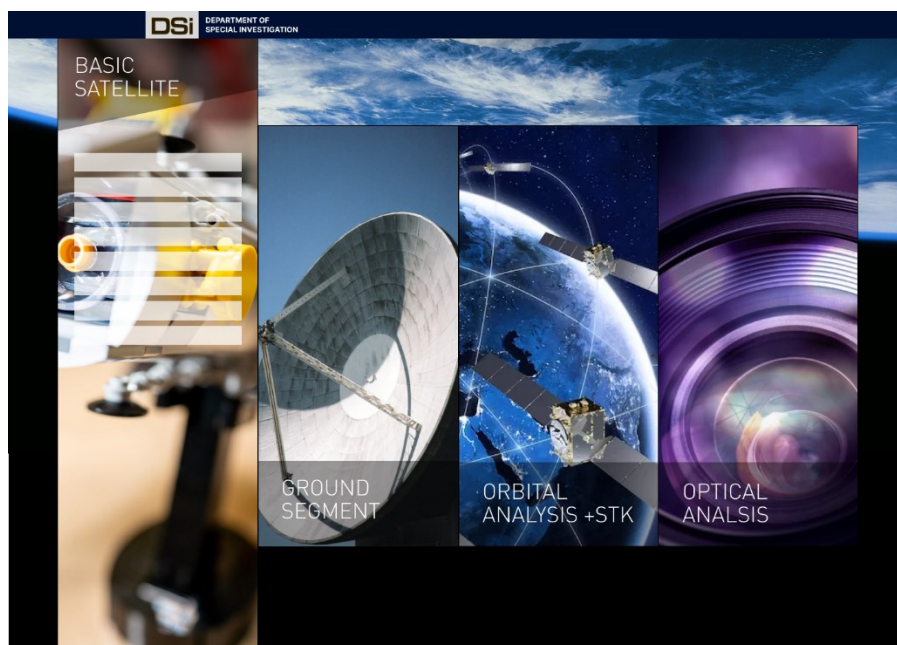 DSi
DEPARTMENT OF
SPECIAL INVESTIGATION
BASIC
SATELLITE
GROUND
SEGMENT
ORBITAL
ANALYSIS +STK
OPTICAL
ANALSIS